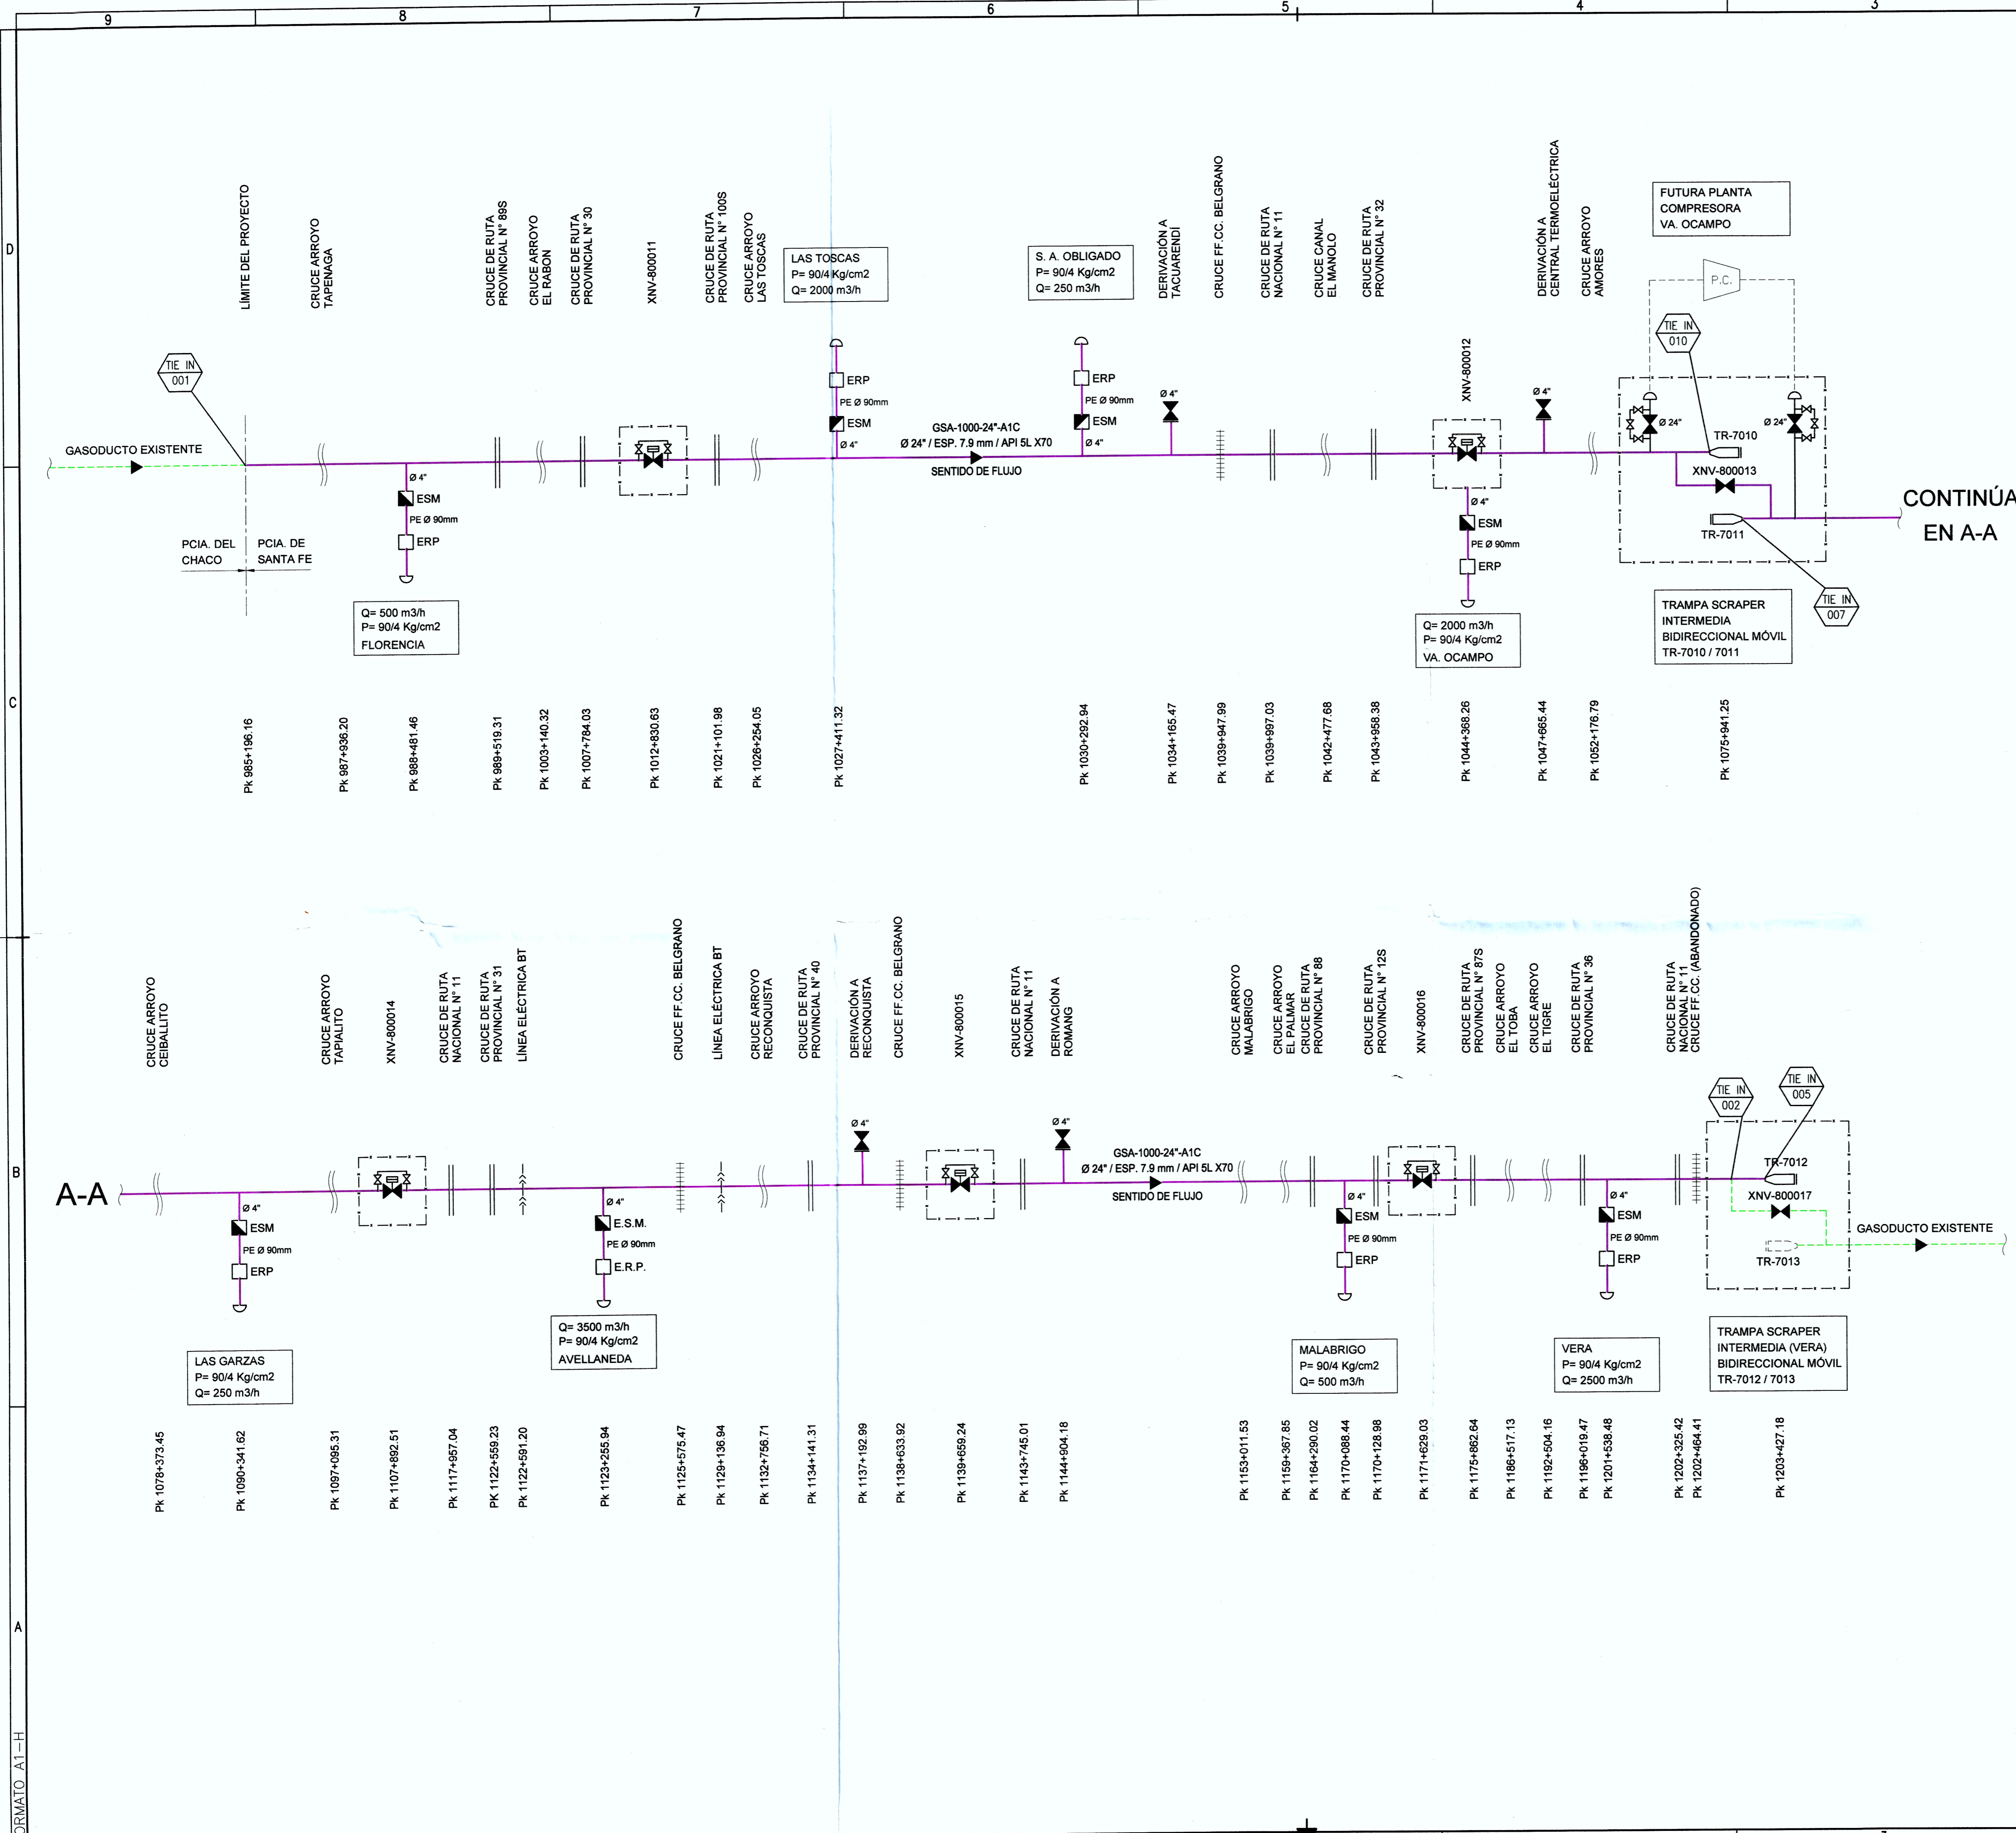 9
8
7
6
5
4
3
D
C
B
A
LÍMITE DEL PROYECTO
CRUCE ARROYO
TAPENAGA
CRUCE DE RUTA
PROVINCIAL N° 89S
CRUCE ARROYO
EL RABON
CRUCE DE RUTA
PROVINCIAL N° 30
XNV-800011
CRUCE DE RUTA
PROVINCIAL N° 100S
CRUCE ARROYO
LAS TOSCAS
LAS TOSCAS
P= 90/4 Kg/cm2
Q= 2000 m3/h
S. A. OBLIGADO
P= 90/4 Kg/cm2
Q= 250 m3/h
DERIVACIÓN A
TACUARENDÍ
CRUCE FF.CC. BELGRANO
CRUCE DE RUTA
NACIONAL N° 11
CRUCE CANAL
EL MANOLO
CRUCE DE RUTA
PROVINCIAL N° 32
XNV-800012
DERIVACIÓN A
CENTRAL TERMOELÉCTRICA
CRUCE ARROYO
AMORES
FUTURA PLANTA
COMPRESORA
VA. OCAMPO
P.C.
TIE IN
001
TIE IN
010
GASODUCTO EXISTENTE
PCIA. DEL
CHACO
PCIA. DE
SANTA FE
Ø 4"
ESM
PE Ø 90mm
ERP
Q= 500 m3/h
P= 90/4 Kg/cm2
FLORENCIA
ERP
PE Ø 90mm
ESM
Ø 4"
GSA-1000-24"-A1C
Ø 24" / ESP. 7.9 mm / API 5L X70
SENTIDO DE FLUJO
ERP
PE Ø 90mm
ESM
Ø 4"
Ø 4"
Ø 4"
ESM
PE Ø 90mm
ERP
Q= 2000 m3/h
P= 90/4 Kg/cm2
VA. OCAMPO
Ø 4"
Ø 24"
Ø 24"
TR-7010
XNV-800013
TR-7011
TIE IN
007
CONTINÚA
EN A-A
TRAMPA SCRAPER
INTERMEDIA
BIDIRECCIONAL MÓVIL
TR-7010 / 7011
Pk 985+196.16
Pk 987+936.20
Pk 988+481.46
Pk 989+519.31
Pk 1003+140.32
Pk 1007+784.03
Pk 1012+830.63
Pk 1021+101.98
Pk 1026+254.05
Pk 1027+411.32
Pk 1030+292.94
Pk 1034+165.47
Pk 1039+947.99
Pk 1039+997.03
Pk 1042+477.68
Pk 1043+958.38
Pk 1044+368.26
Pk 1047+665.44
Pk 1052+176.79
Pk 1075+941.25
CRUCE ARROYO
CEIBALLITO
CRUCE ARROYO
TAPIALITO
XNV-800014
CRUCE DE RUTA
NACIONAL N° 11
CRUCE DE RUTA
PROVINCIAL N° 31
LÍNEA ELÉCTRICA BT
CRUCE FF.CC. BELGRANO
LÍNEA ELÉCTRICA BT
CRUCE ARROYO
RECONQUISTA
CRUCE DE RUTA
PROVINCIAL N° 40
DERIVACIÓN A
RECONQUISTA
CRUCE FF.CC. BELGRANO
XNV-800015
CRUCE DE RUTA
NACIONAL N° 11
DERIVACIÓN A
ROMANG
CRUCE ARROYO
MALABRIGO
CRUCE ARROYO
EL PALMAR
CRUCE DE RUTA
PROVINCIAL N° 88
CRUCE DE RUTA
PROVINCIAL N° 12S
XNV-800016
CRUCE DE RUTA
PROVINCIAL N° 87S
CRUCE ARROYO
EL TOBA
CRUCE ARROYO
EL TIGRE
CRUCE DE RUTA
PROVINCIAL N° 36
CRUCE DE RUTA
NACIONAL N° 11
CRUCE FF.CC. (ABANDONADO)
TIE IN
002
TIE IN
005
A-A
Ø 4"
ESM
PE Ø 90mm
ERP
LAS GARZAS
P= 90/4 Kg/cm2
Q= 250 m3/h
Ø 4"
E.S.M.
PE Ø 90mm
E.R.P.
Q= 3500 m3/h
P= 90/4 Kg/cm2
AVELLANEDA
Ø 4"
Ø 4"
GSA-1000-24"-A1C
Ø 24" / ESP. 7.9 mm / API 5L X70
SENTIDO DE FLUJO
Ø 4"
ESM
PE Ø 90mm
ERP
MALABRIGO
P= 90/4 Kg/cm2
Q= 500 m3/h
Ø 4"
ESM
PE Ø 90mm
ERP
VERA
P= 90/4 Kg/cm2
Q= 2500 m3/h
TR-7012
XNV-800017
TR-7013
GASODUCTO EXISTENTE
TRAMPA SCRAPER
INTERMEDIA (VERA)
BIDIRECCIONAL MÓVIL
TR-7012 / 7013
Pk 1078+373.45
Pk 1090+341.62
Pk 1097+095.31
Pk 1107+892.51
Pk 1117+957.04
PK 1122+559.23
Pk 1122+591.20
Pk 1123+255.94
Pk 1125+575.47
Pk 1129+136.94
Pk 1132+756.71
Pk 1134+141.31
Pk 1137+192.99
Pk 1138+633.92
Pk 1139+659.24
Pk 1143+745.01
Pk 1144+904.18
Pk 1153+011.53
Pk 1159+367.85
Pk 1164+290.02
Pk 1170+088.44
Pk 1170+128.98
Pk 1171+629.03
Pk 1175+862.64
Pk 1186+517.13
Pk 1192+504.16
Pk 1196+019.47
Pk 1201+538.48
Pk 1202+325.42
Pk 1202+464.41
Pk 1203+427.18
ORMATO A1-H
3